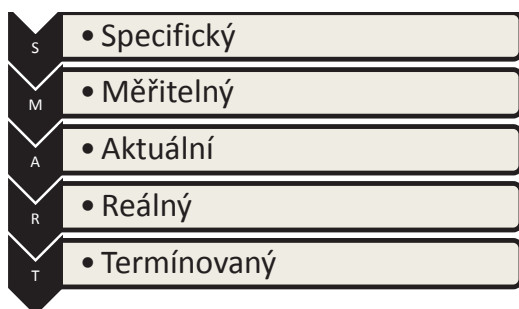 S • Specifický
M • Měřitelný
A • Aktuální
R • Reálný
T • Termínovaný